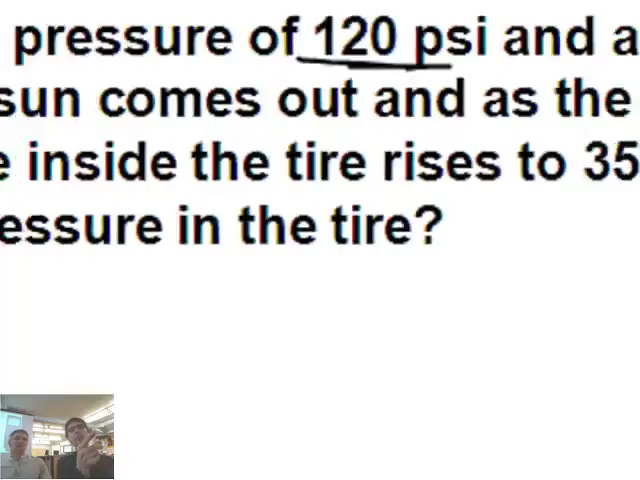 pressure of 120 psi and a
sun comes out and as the
e inside the tire rises to 35
essure in the tire?